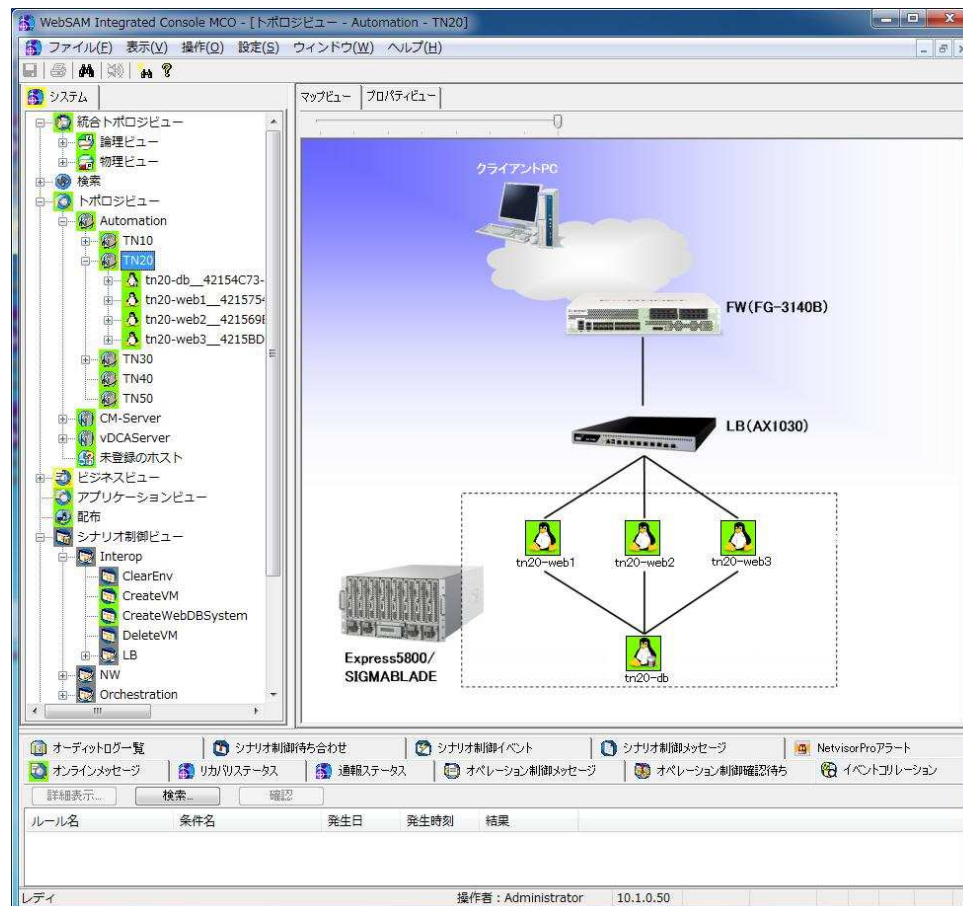 WebSAM Integrated Console MCO - [トポロジビュー - Automation - TN20]
ファイル(F) 表示(V) 操作(O) 設定(S) ウィンドウ(W) ヘルプ(H)
システム
マップビュー プロパティビュー
統合トポロジビュー
論理ビュー
物理ビュー
検索
トポロジビュー
Automation
TN10
TN20
tn20-db__42154C73-
tn20-web1__4215754
tn20-web2__421569
tn20-web3__4215BD
TN30
TN40
TN50
CM-Server
vDCAServer
未登録のホスト
ビジネスビュー
アプリケーションビュー
配布
シナリオ制御ビュー
Interop
ClearEnv
CreateVM
CreateWebDBSystem
DeleteVM
LB
NW
Orchestration
クライアントPC
FW(FG-3140B)
LB(AX1030)
tn20-web1 tn20-web2 tn20-web3
Express5800/
SIGMABLADE
tn20-db
オーディットログ一覧 シナリオ制御待ち合わせ シナリオ制御イベント シナリオ制御メッセージ NetvisorProアラート
オンラインメッセージ リカバリステータス 通報ステータス オペレーション制御メッセージ オペレーション制御確認待ち イベントコリレーション
詳細表示... 検索... 確認
ルール名 条件名 発生日 発生時刻 結果
レディ 操作者 : Administrator 10.1.0.50